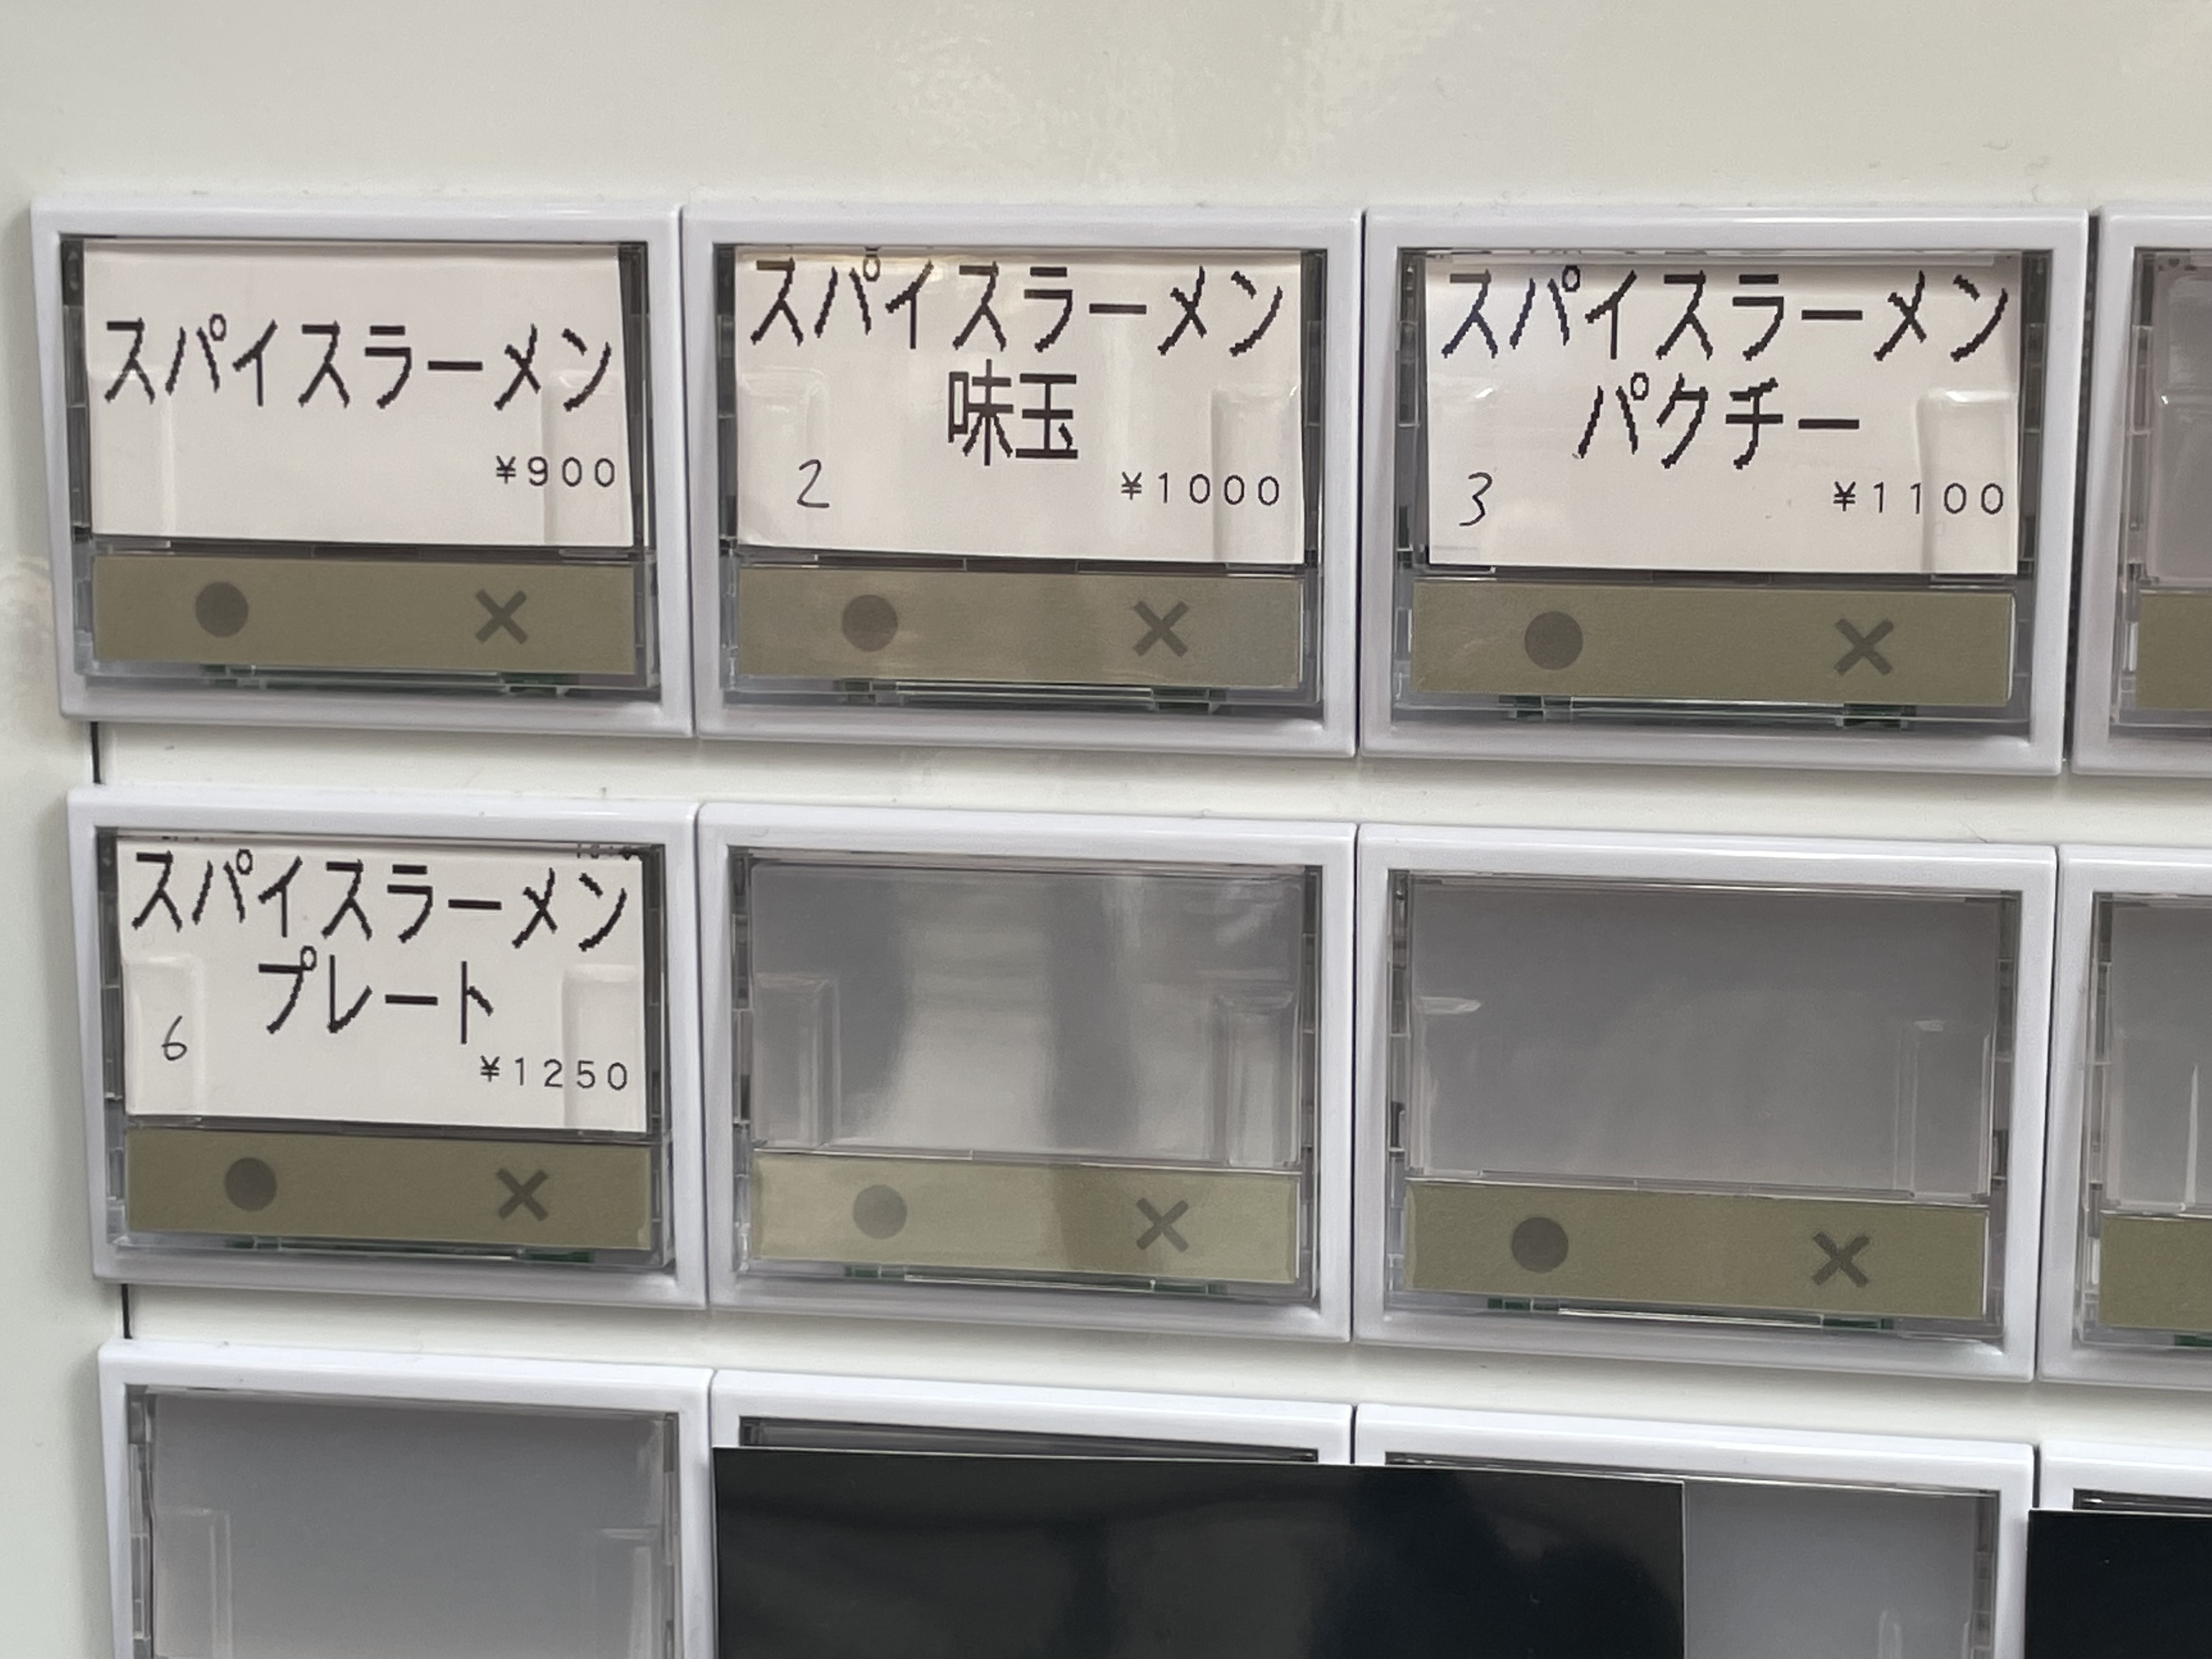 スパイスラーメン
¥900
スパイスラーメン
味玉
2
¥1000
スパイスラーメン
パクチー
3
¥1100
● ×
● ×
● ×
スパイスラーメン
プレート
6
¥1250
● ×
● ×
● ×